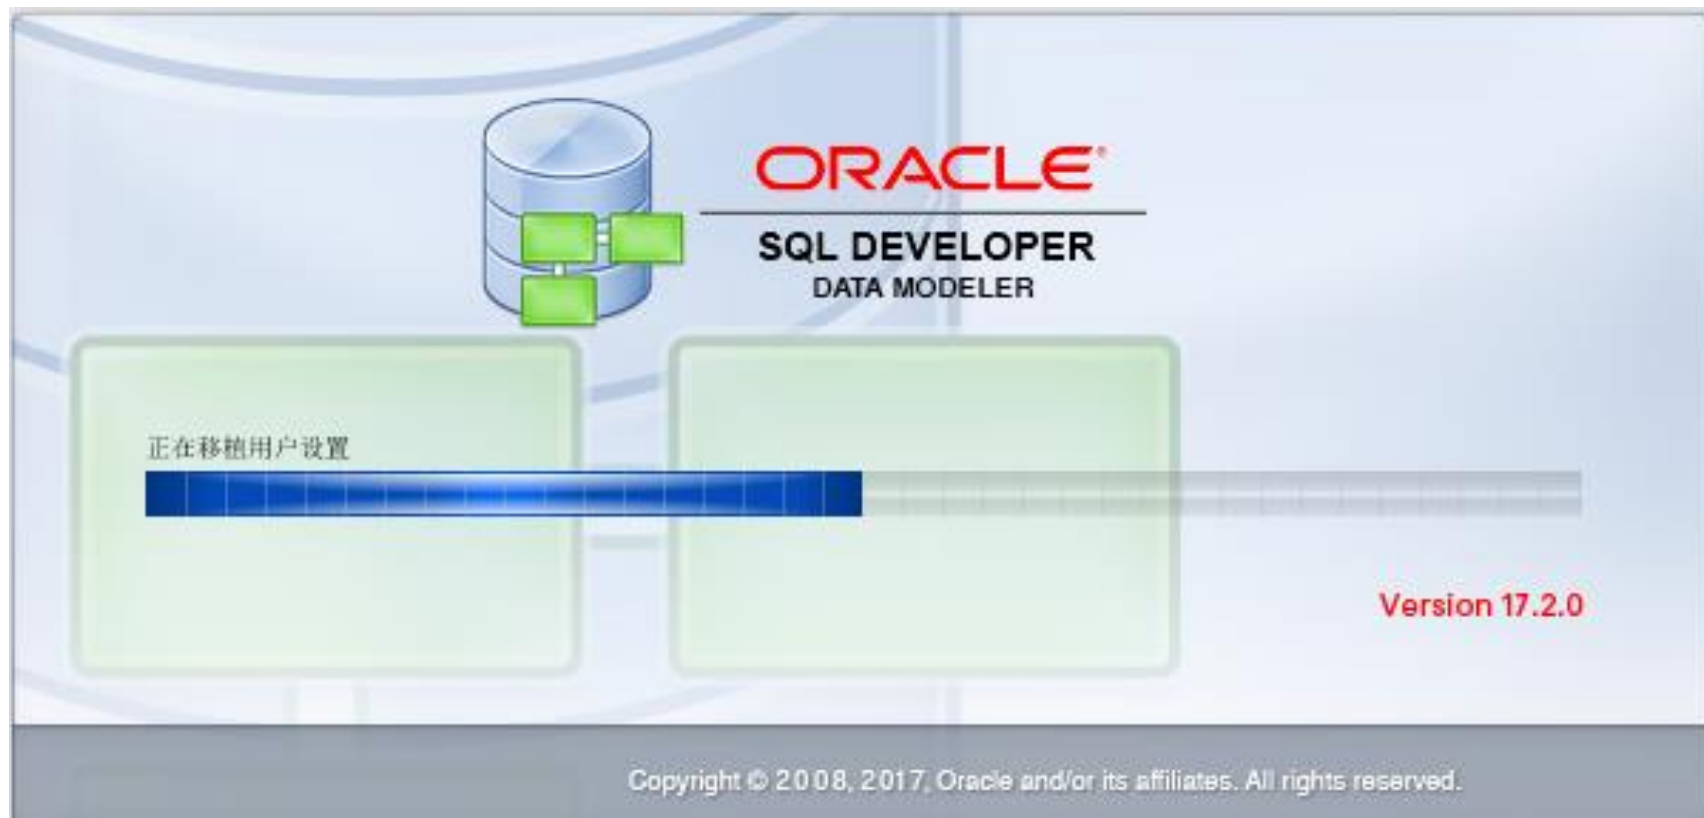 ORACLE®
SQL DEVELOPER
DATA MODELER
正在移植用户设置
Version 17.2.0
Copyright © 2008, 2017, Oracle and/or its affiliates. All rights reserved.